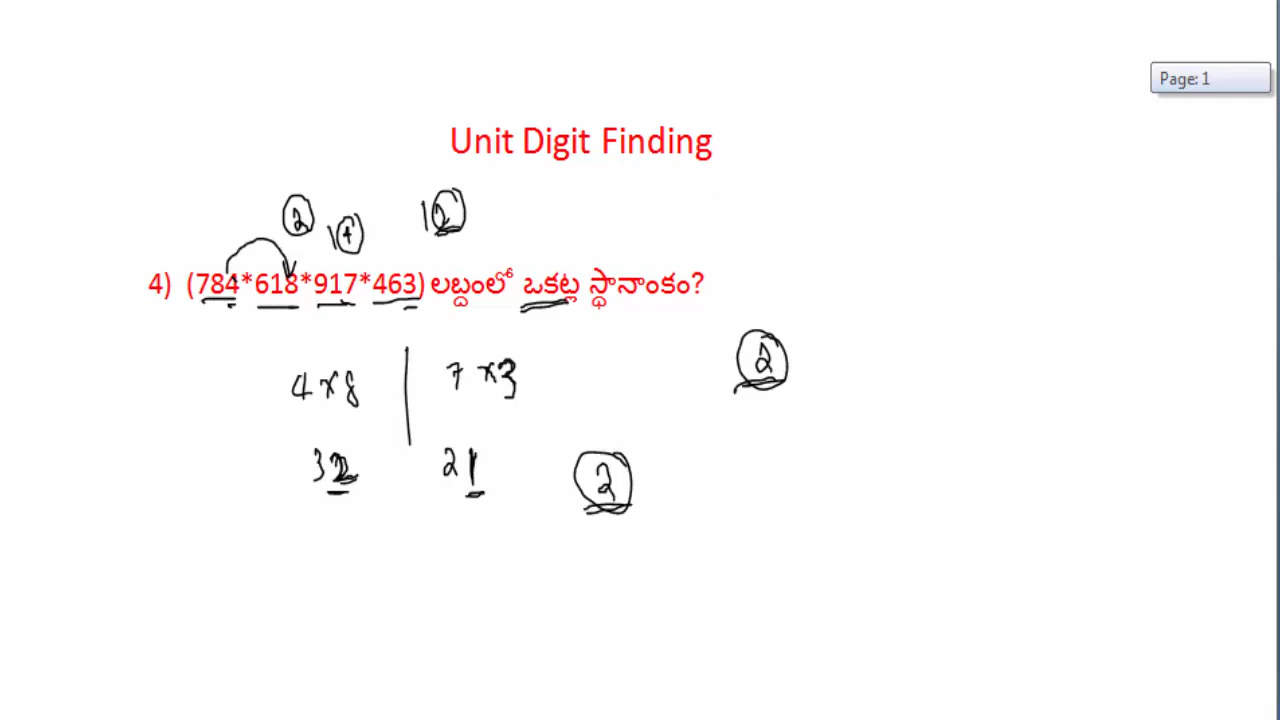 Page: 1
Unit Digit Finding
2 14 12
4) (784*618*917*463) లబ్దంలో ఒకట్ల స్థానాంకం?
2
4 x 8 | 7 x 3
32 21 2